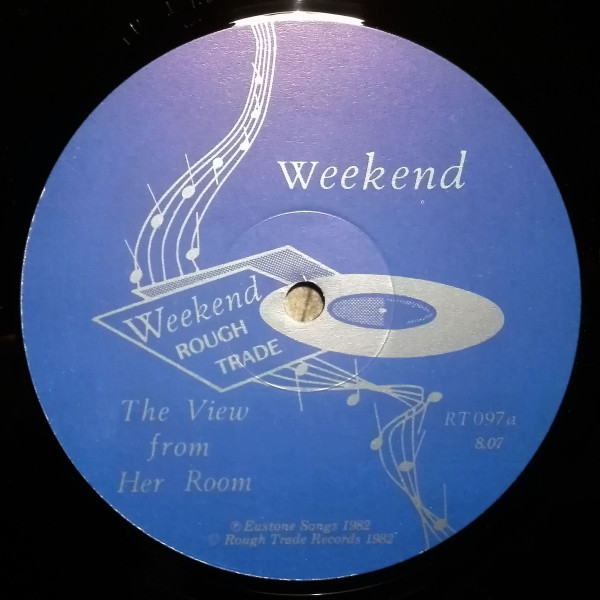 Weekend
Weekend
ROUGH
TRADE
The View
from
Her Room
RT 097a
8.07
℗ Eustone Songs 1982
© Rough Trade Records 1982